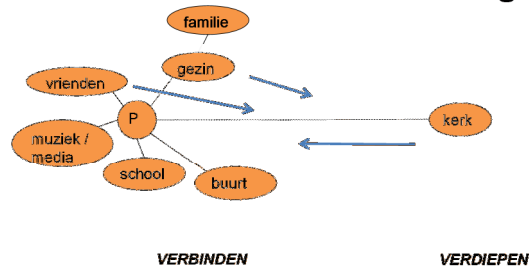 familie
gezin
vrienden
P
kerk
muziek /
media
school
buurt
VERBINDEN
VERDIEPEN